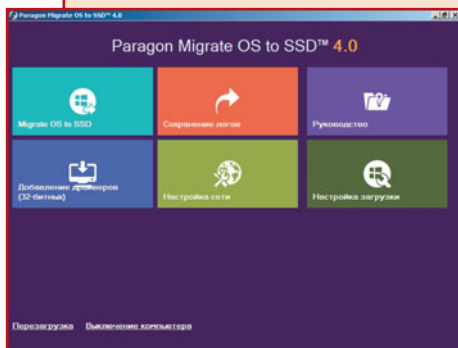 Paragon Migrate OS to SSD™ 4.0
Paragon Migrate OS to SSD™ 4.0
Migrate OS to SSD
Сохранение логов
Руководство
Добавление драйверов
(32-битных)
Настройка сети
Настройка загрузки
Перезагрузка Выключение компьютера